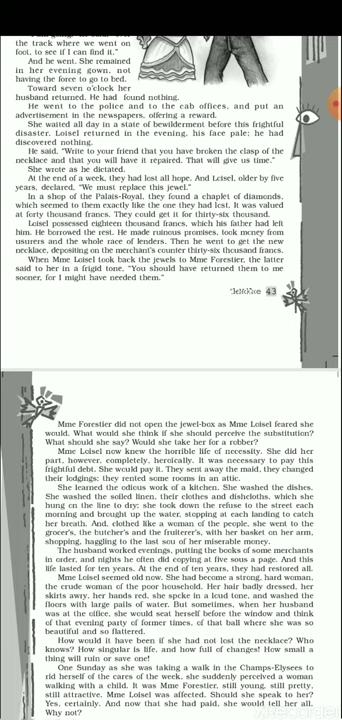 the track where we went on
foot, to see if I can find it."
And he went. She remained
in her evening gown, not
having the force to go to bed.
Toward seven o'clock her
husband returned. He had found nothing.
He went to the police and to the cab offices, and put an
advertisement in the newspapers, offering a reward.
She waited all day in a state of bewilderment before this frightful
disaster. Loisel returned in the evening, his face pale; he had
discovered nothing.
He said, "Write to your friend that you have broken the clasp of the
necklace and that you will have it repaired. That will give us time."
She wrote as he dictated.
At the end of a week, they had lost all hope. And Loisel, older by five
years, declared, "We must replace this jewel."
In a shop of the Palais-Royal, they found a chaplet of diamonds,
which seemed to them exactly like the one they had lost. It was valued
at forty thousand francs. They could get it for thirty-six thousand.
Loisel possessed eighteen thousand francs, which his father had left
him. He borrowed the rest. He made ruinous promises, took money from
usurers and the whole race of lenders. Then he went to get the new
necklace, depositing on the merchant's counter thirty-six thousand francs.
When Mme Loisel took back the jewels to Mme Forestier, the latter
said to her in a frigid tone, "You should have returned them to me
sooner, for I might have needed them."
43
Mme Forestier did not open the jewel-box as Mme Loisel feared she
would. What would she think if she should perceive the substitution?
What should she say? Would she take her for a robber?
Mme Loisel now knew the horrible life of necessity. She did her
part, however, completely, heroically. It was necessary to pay this
frightful debt. She would pay it. They sent away the maid, they changed
their lodgings; they rented some rooms in an attic.
She learned the odious work of a kitchen. She washed the dishes.
She washed the soiled linen, their clothes and dishcloths, which she
hung on the line to dry; she took down the refuse to the street each
morning and brought up the water, stopping at each landing to catch
her breath. And, clothed like a woman of the people, she went to the
grocer's, the butcher's and the fruiterer's, with her basket on her arm,
shopping, haggling to the last sou of her miserable money.
The husband worked evenings, putting the books of some merchants
in order, and nights he often did copying at five sous a page. And this
life lasted for ten years. At the end of ten years, they had restored all.
Mme Loisel seemed old now. She had become a strong, hard woman,
the crude woman of the poor household. Her hair badly dressed, her
skirts awry, her hands red, she spoke in a loud tone, and washed the
floors with large pails of water. But sometimes, when her husband
was at the office, she would seat herself before the window and think
of that evening party of former times, of that ball where she was so
beautiful and so flattered.
How would it have been if she had not lost the necklace? Who
knows? How singular is life, and how full of changes! How small a
thing will ruin or save one!
One Sunday as she was taking a walk in the Champs-Elysees to
rid herself of the cares of the week, she suddenly perceived a woman
walking with a child. It was Mme Forestier, still young, still pretty,
still attractive. Mme Loisel was affected. Should she speak to her?
Yes, certainly. And now that she had paid, she would tell her all.
Why not?